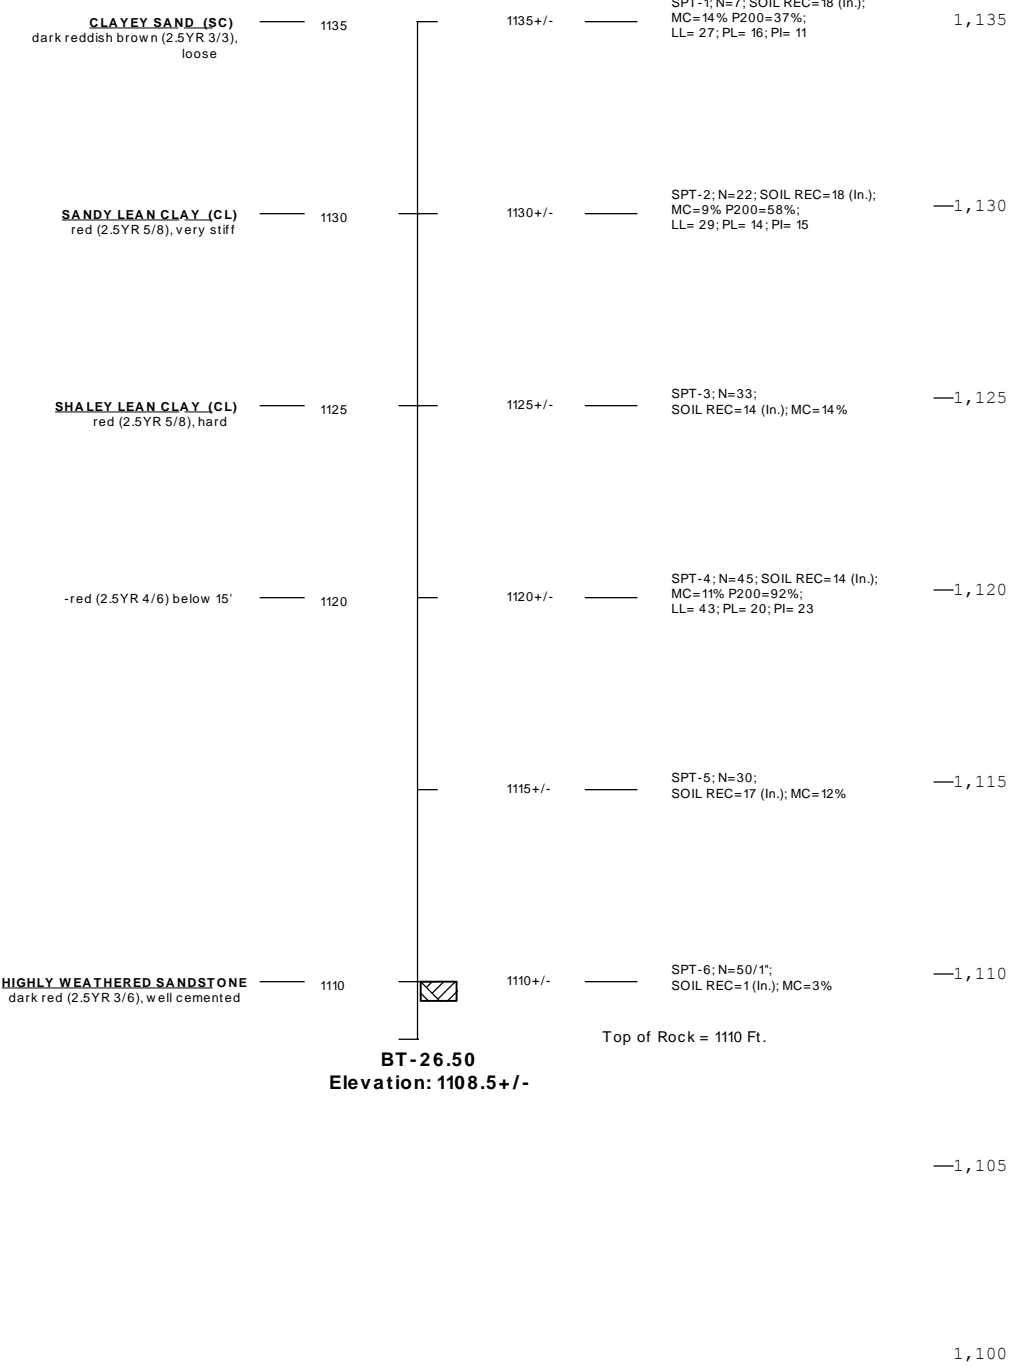 SPT-1; N=7; SOIL REC=18 (In.);
CLAYEY SAND (SC) 1135 1135+/- MC=14% P200=37%; 1,135
dark reddish brown (2.5YR 3/3), LL= 27; PL= 16; PI= 11
loose
SPT-2; N=22; SOIL REC=18 (In.);
SANDY LEAN CLAY (CL) 1130 1130+/- MC=9% P200=58%; 1,130
red (2.5YR 5/8), very stiff LL= 29; PL= 14; PI= 15
SPT-3; N=33;
SHALEY LEAN CLAY (CL) 1125 1125+/- SOIL REC=14 (In.); MC=14% 1,125
red (2.5YR 5/8), hard
SPT-4; N=45; SOIL REC=14 (In.);
-red (2.5YR 4/6) below 15' 1120 1120+/- MC=11% P200=92%; 1,120
LL= 43; PL= 20; PI= 23
SPT-5; N=30;
1115+/- SOIL REC=17 (In.); MC=12% 1,115
SPT-6; N=50/1";
HIGHLY WEATHERED SANDSTONE 1110 1110+/- SOIL REC=1 (In.); MC=3% 1,110
dark red (2.5YR 3/6), well cemented
Top of Rock = 1110 Ft.
BT-26.50
Elevation: 1108.5+/-
1,105
1,100